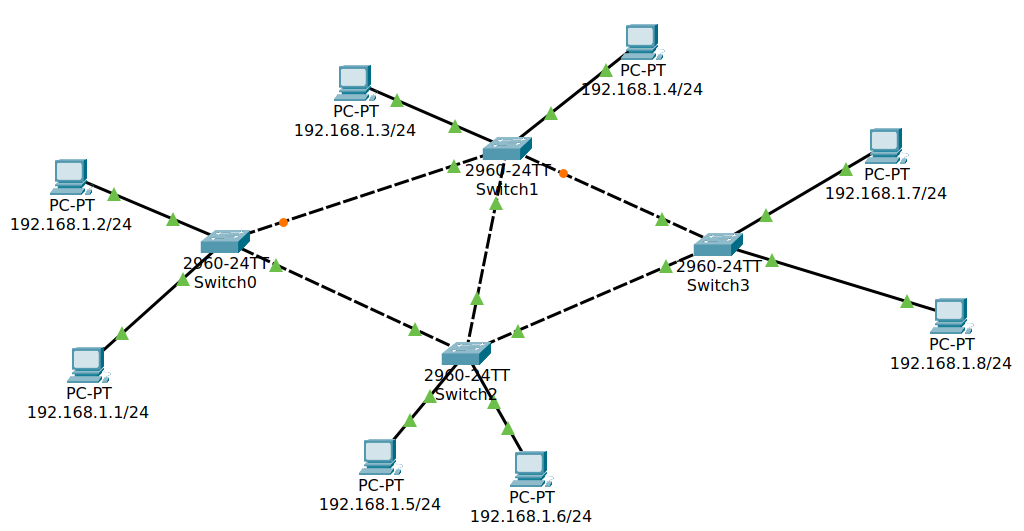 PC-PT
192.168.1.4/24
PC-PT
192.168.1.3/24
2960-24TT
Switch1
PC-PT
192.168.1.7/24
PC-PT
192.168.1.2/24
2960-24TT
Switch0
2960-24TT
Switch3
PC-PT
192.168.1.8/24
2960-24TT
Switch2
PC-PT
192.168.1.1/24
PC-PT
192.168.1.5/24
PC-PT
192.168.1.6/24